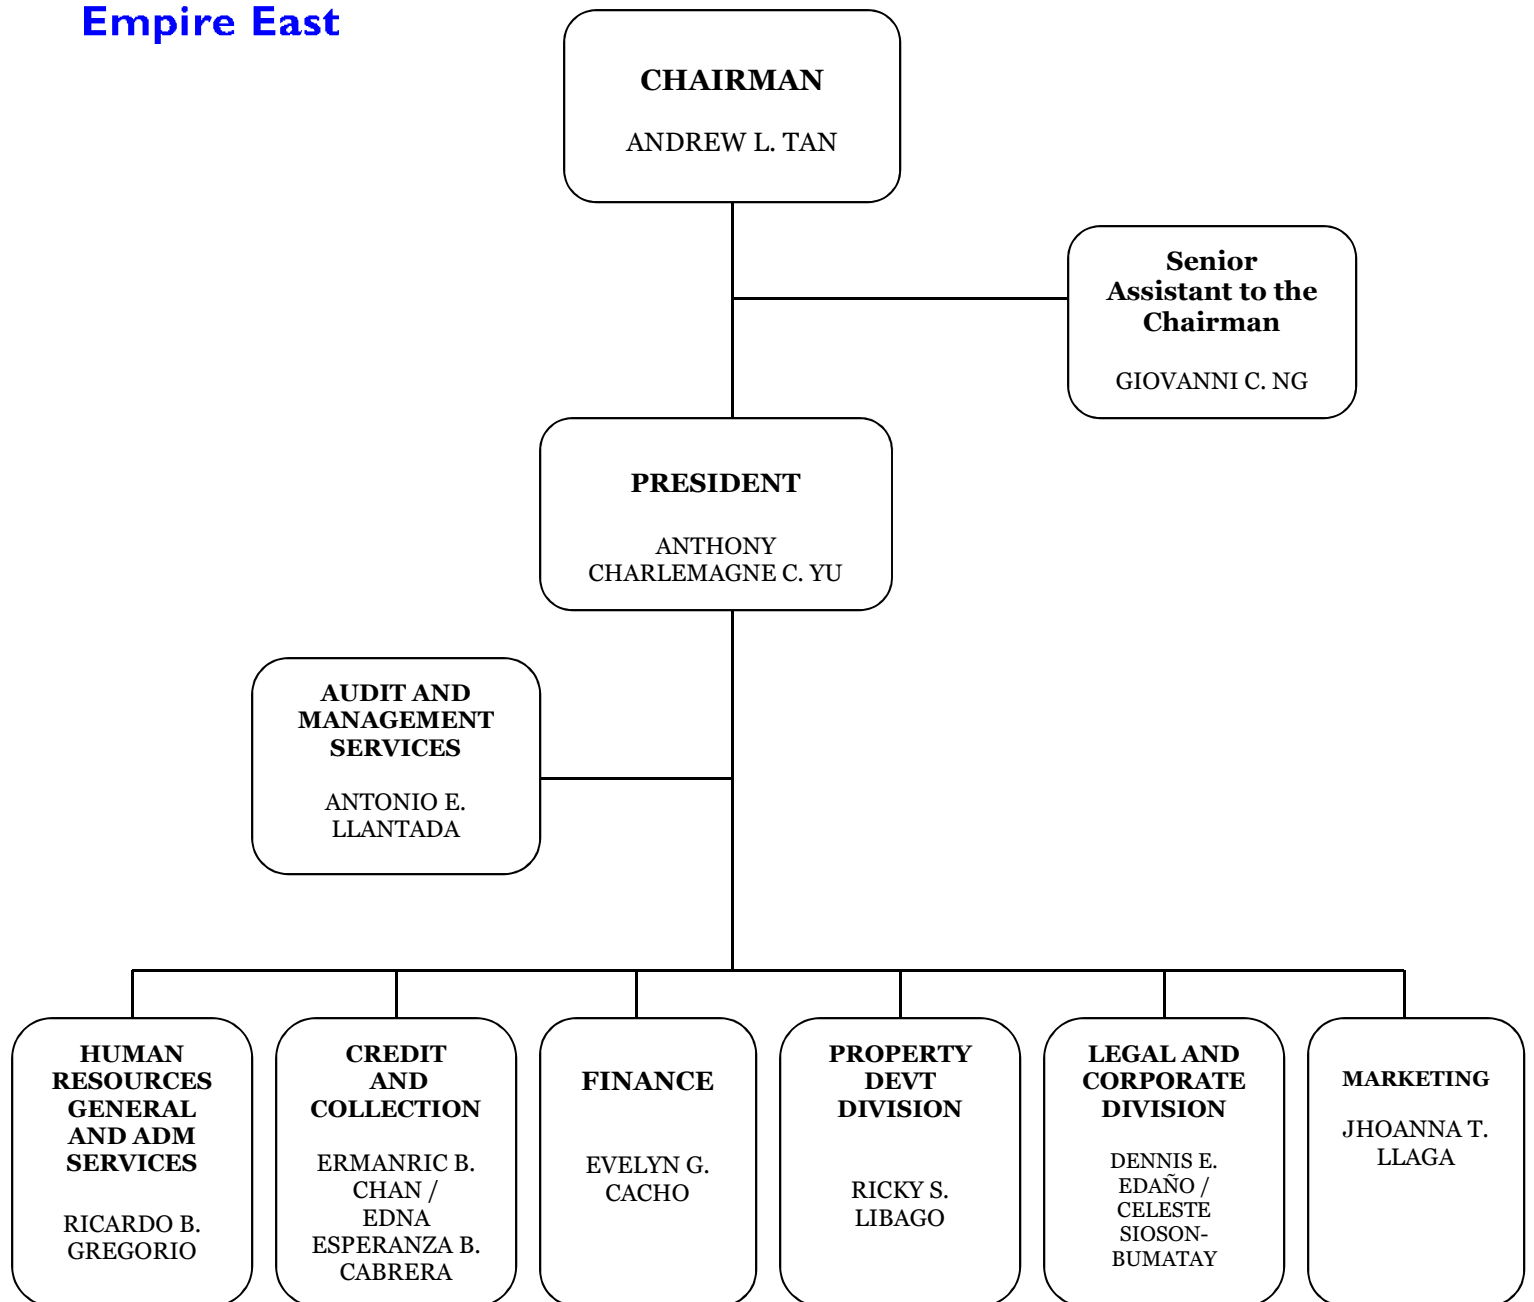 Empire East
CHAIRMAN
ANDREW L. TAN
Senior
Assistant to the
Chairman
GIOVANNI C. NG
PRESIDENT
ANTHONY
CHARLEMAGNE C. YU
AUDIT AND
MANAGEMENT
SERVICES
ANTONIO E.
LLANTADA
HUMAN
RESOURCES
GENERAL
AND ADM
SERVICES
RICARDO B.
GREGORIO
CREDIT
AND
COLLECTION
ERMANRIC B.
CHAN /
EDNA
ESPERANZA B.
CABRERA
FINANCE
EVELYN G.
CACHO
PROPERTY
DEVT
DIVISION
RICKY S.
LIBAGO
LEGAL AND
CORPORATE
DIVISION
DENNIS E.
EDAÑO /
CELESTE
SIOSON-
BUMATAY
MARKETING
JHOANNA T.
LLAGA